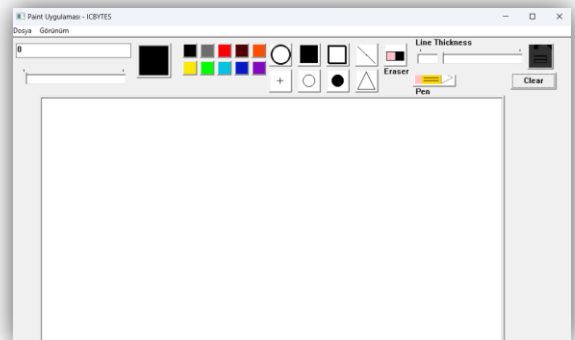 Paint Uygulaması - ICBYTES
Dosya Görünüm
0
Line Thickness
Eraser
Clear
Pen